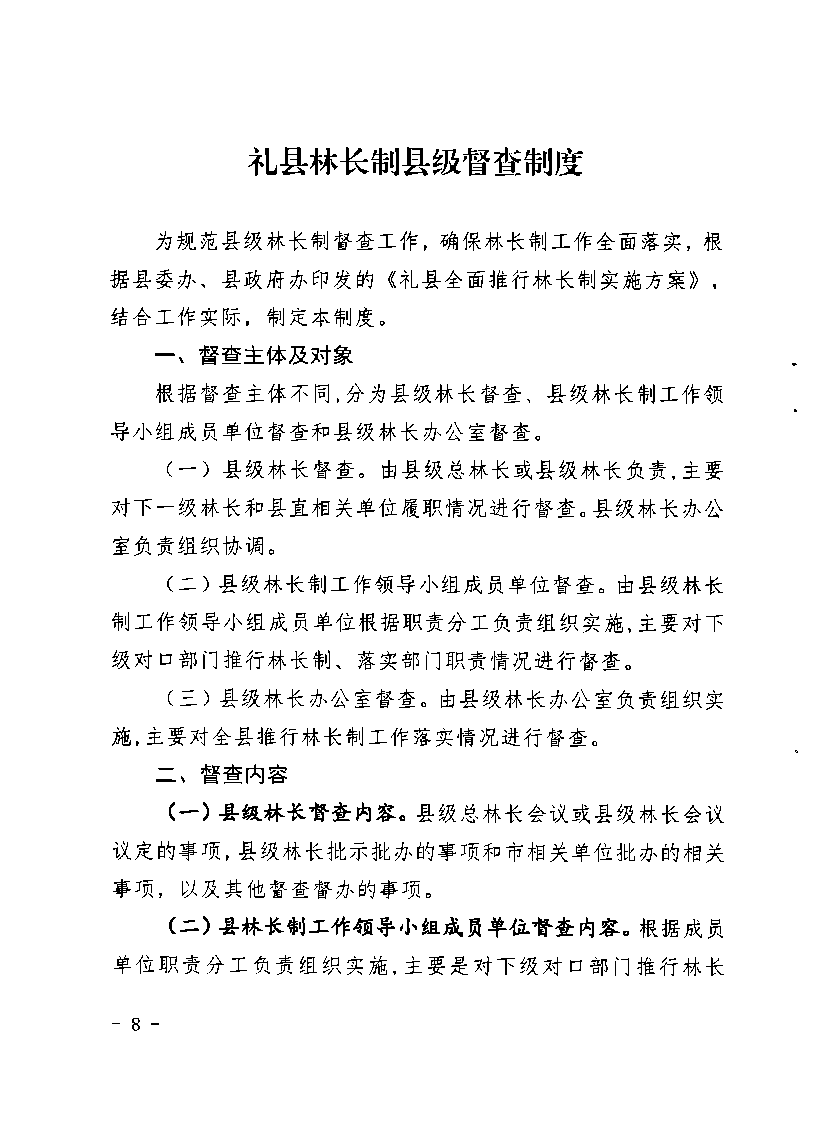 礼县林长制县级督查制度
为规范县级林长制督查工作，确保林长制工作全面落实，根
据县委办、县政府办印发的《礼县全面推行林长制实施方案》，
结合工作实际，制定本制度。
一、督查主体及对象
根据督查主体不同,分为县级林长督查、县级林长制工作领
导小组成员单位督查和县级林长办公室督查。
（一）县级林长督查。由县级总林长或县级林长负责,主要
对下一级林长和县直相关单位履职情况进行督查。县级林长办公
室负责组织协调。
（二）县级林长制工作领导小组成员单位督查。由县级林长
制工作领导小组成员单位根据职责分工负责组织实施,主要对下
级对口部门推行林长制、落实部门职责情况进行督查。
（三）县级林长办公室督查。由县级林长办公室负责组织实
施,主要对全县推行林长制工作落实情况进行督查。
二、督查内容
（一）县级林长督查内容。县级总林长会议或县级林长会议
议定的事项,县级林长批示批办的事项和市相关单位批办的相关
事项，以及其他督查督办的事项。
（二）县林长制工作领导小组成员单位督查内容。根据成员
单位职责分工负责组织实施,主要是对下级对口部门推行林长
- 8 -